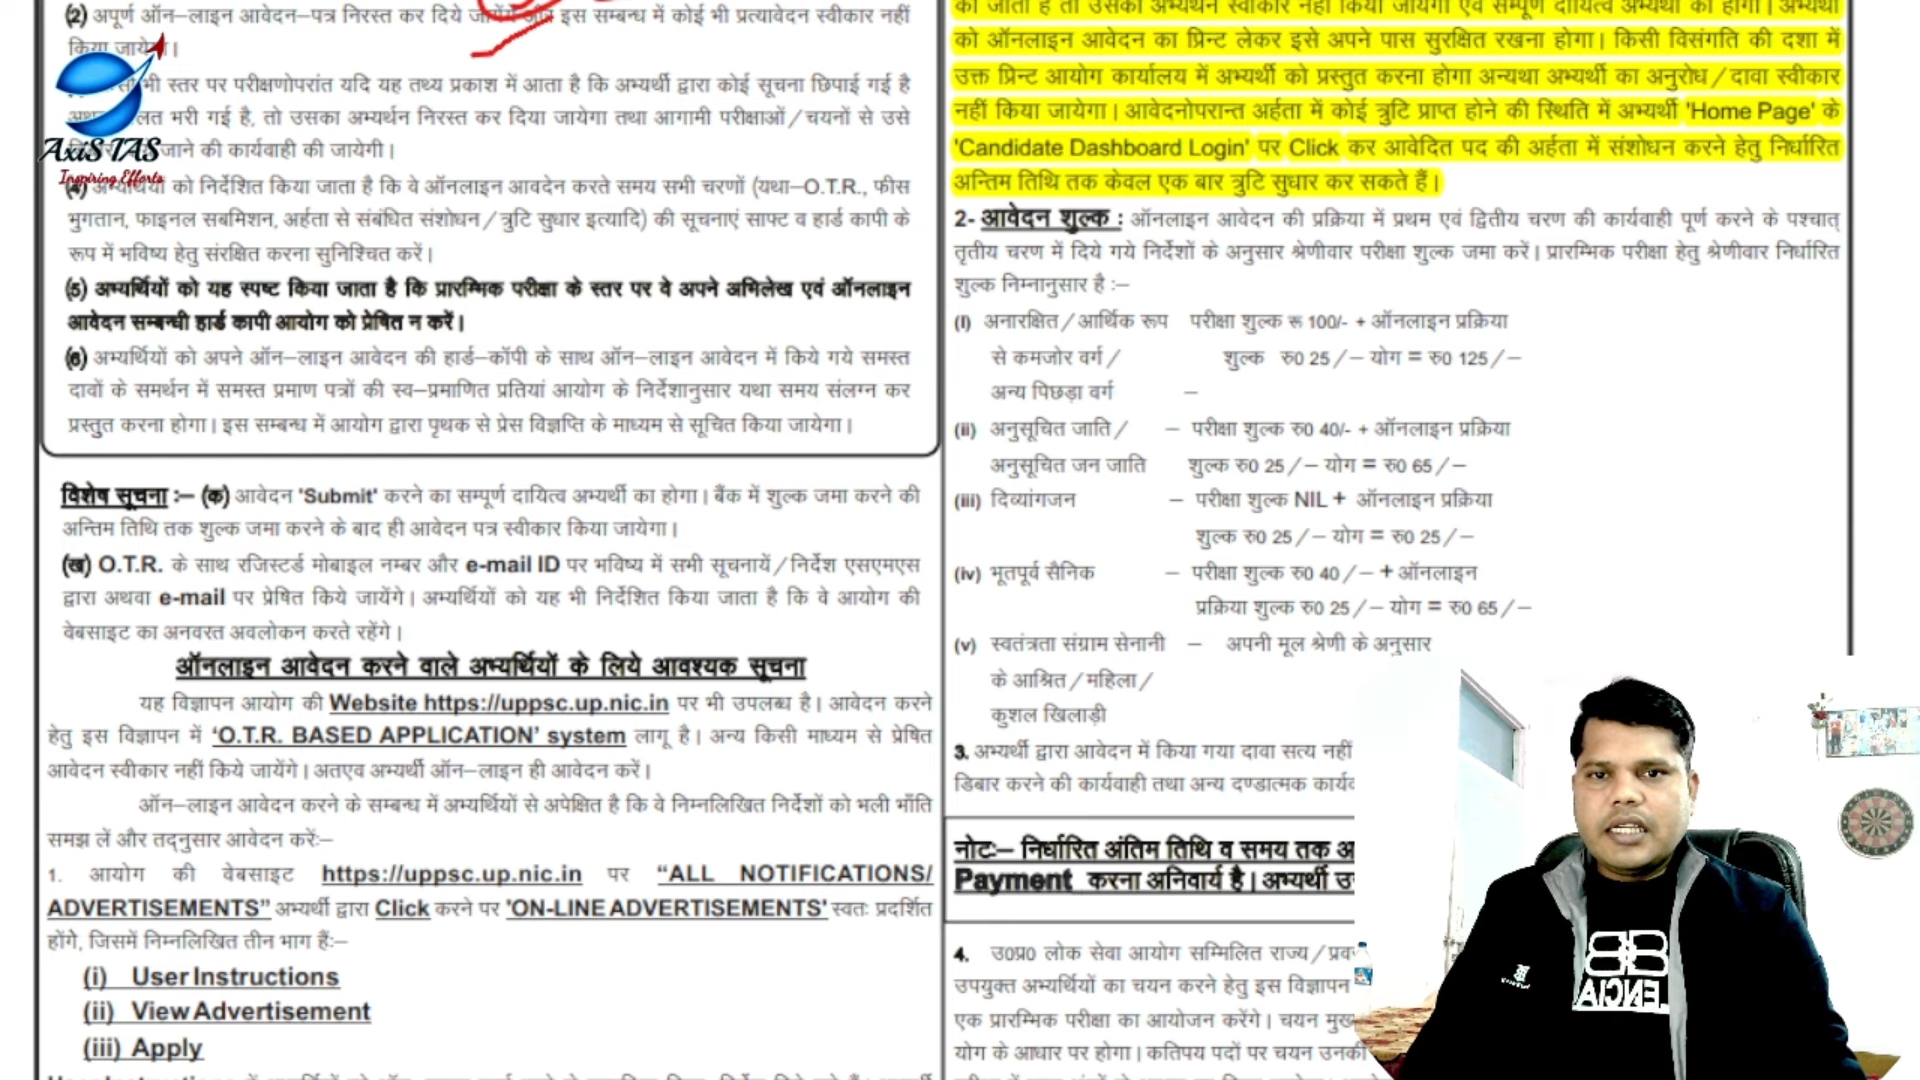 (2) अपूर्ण ऑन–लाइन आवेदन–पत्र निरस्त कर दिये जायेंगे और इस सम्बन्ध में कोई भी प्रत्यावेदन स्वीकार नहीं
किया जायेगा।
भी स्तर पर परीक्षणोपरांत यदि यह तथ्य प्रकाश में आता है कि अभ्यर्थी द्वारा कोई सूचना छिपाई गई है
भरी गई है, तो उसका अभ्यर्थन निरस्त कर दिया जायेगा तथा आगामी परीक्षाओं/चयनों से उसे
जाने की कार्यवाही की जायेगी।
AxiS IAS
Inspiring Efforts
(4) अभ्यर्थियों को निर्देशित किया जाता है कि वे ऑनलाइन आवदेन करते समय सभी चरणों (यथा–O.T.R., फीस
भुगतान, फाइनल सबमिशन, अर्हता से संबंधित संशोधन/त्रुटि सुधार इत्यादि) की सूचनाएं साफ्ट व हार्ड कापी के
रूप में भविष्य हेतु संरक्षित करना सुनिश्चित करें।
(5) अभ्यर्थियों को यह स्पष्ट किया जाता है कि प्रारम्भिक परीक्षा के स्तर पर वे अपने अभिलेख एवं ऑनलाइन
आवेदन सम्बन्धी हार्ड कापी आयोग को प्रेषित न करें।
(6) अभ्यर्थियों को अपने ऑन–लाइन आवेदन की हार्ड–कॉपी के साथ ऑन–लाइन आवेदन में किये गये समस्त
दावों के समर्थन में समस्त प्रमाण पत्रों की स्व–प्रमाणित प्रतियां आयोग के निर्देशानुसार यथा समय संलग्न कर
प्रस्तुत करना होगा। इस सम्बन्ध में आयोग द्वारा पृथक से प्रेस विज्ञप्ति के माध्यम से सूचित किया जायेगा।
विशेष सूचना :– (क) आवेदन 'Submit' करने का सम्पूर्ण दायित्व अभ्यर्थी का होगा। बैंक में शुल्क जमा करने की
अन्तिम तिथि तक शुल्क जमा करने के बाद ही आवेदन पत्र स्वीकार किया जायेगा।
(ख) O.T.R. के साथ रजिस्टर्ड मोबाइल नम्बर और e-mail ID पर भविष्य में सभी सूचनायें/निर्देश एसएमएस
द्वारा अथवा e-mail पर प्रेषित किये जायेंगे। अभ्यर्थियों को यह भी निर्देशित किया जाता है कि वे आयोग की
वेबसाइट का अनवरत अवलोकन करते रहेंगे।
ऑनलाइन आवेदन करने वाले अभ्यर्थियों के लिये आवश्यक सूचना
यह विज्ञापन आयोग की Website https://uppsc.up.nic.in पर भी उपलब्ध है। आवेदन करने
हेतु इस विज्ञापन में 'O.T.R. BASED APPLICATION' system लागू है। अन्य किसी माध्यम से प्रेषित
आवेदन स्वीकार नहीं किये जायेंगे। अतएव अभ्यर्थी ऑन–लाइन ही आवेदन करें।
ऑन–लाइन आवेदन करने के सम्बन्ध में अभ्यर्थियों से अपेक्षित है कि वे निम्नलिखित निर्देशों को भली भाँति
समझ लें और तद्नुसार आवेदन करेंः–
1. आयोग की वेबसाइट https://uppsc.up.nic.in पर "ALL NOTIFICATIONS/
ADVERTISEMENTS" अभ्यर्थी द्वारा Click करने पर 'ON-LINE ADVERTISEMENTS' स्वतः प्रदर्शित
होंगे, जिसमें निम्नलिखित तीन भाग हैंः–
(i) User Instructions
(ii) View Advertisement
(iii) Apply
को ऑनलाइन आवेदन का प्रिन्ट लेकर इसे अपने पास सुरक्षित रखना होगा। किसी विसंगति की दशा में
उक्त प्रिन्ट आयोग कार्यालय में अभ्यर्थी को प्रस्तुत करना होगा अन्यथा अभ्यर्थी का अनुरोध/दावा स्वीकार
नहीं किया जायेगा। आवेदनोपरान्त अर्हता में कोई त्रुटि प्राप्त होने की स्थिति में अभ्यर्थी 'Home Page' के
'Candidate Dashboard Login' पर Click कर आवेदित पद की अर्हता में संशोधन करने हेतु निर्धारित
अन्तिम तिथि तक केवल एक बार त्रुटि सुधार कर सकते हैं।
2- आवेदन शुल्क : ऑनलाइन आवेदन की प्रक्रिया में प्रथम एवं द्वितीय चरण की कार्यवाही पूर्ण करने के पश्चात्
तृतीय चरण में दिये गये निर्देशों के अनुसार श्रेणीवार परीक्षा शुल्क जमा करें। प्रारम्भिक परीक्षा हेतु श्रेणीवार निर्धारित
शुल्क निम्नानुसार है :–
(i) अनारक्षित/आर्थिक रूप परीक्षा शुल्क रू 100/- + ऑनलाइन प्रक्रिया
से कमजोर वर्ग/ शुल्क रु0 25/– योग = रु0 125/–
अन्य पिछड़ा वर्ग –
(ii) अनुसूचित जाति/ – परीक्षा शुल्क रु0 40/- + ऑनलाइन प्रक्रिया
अनुसूचित जन जाति शुल्क रु0 25/– योग = रु0 65/–
(iii) दिव्यांगजन – परीक्षा शुल्क NIL + ऑनलाइन प्रक्रिया
शुल्क रु0 25/– योग = रु0 25/–
(iv) भूतपूर्व सैनिक – परीक्षा शुल्क रु0 40/– + ऑनलाइन
प्रक्रिया शुल्क रु0 25/– योग = रु0 65/–
(v) स्वतंत्रता संग्राम सेनानी – अपनी मूल श्रेणी के अनुसार
के आश्रित/महिला/
कुशल खिलाड़ी
3. अभ्यर्थी द्वारा आवेदन में किया गया दावा सत्य नहीं
डिबार करने की कार्यवाही तथा अन्य दण्डात्मक
नोटः– निर्धारित अंतिम तिथि व समय तक
Payment करना अनिवार्य है। अभ्यर्थी
4. उ0प्र0 लोक सेवा आयोग सम्मिलित राज्य/
उपयुक्त अभ्यर्थियों का चयन करने हेतु इस विज्ञापन
एक प्रारम्भिक परीक्षा का आयोजन करेंगे। चयन
योग के आधार पर होगा। कतिपय पदों पर चयन उनकी